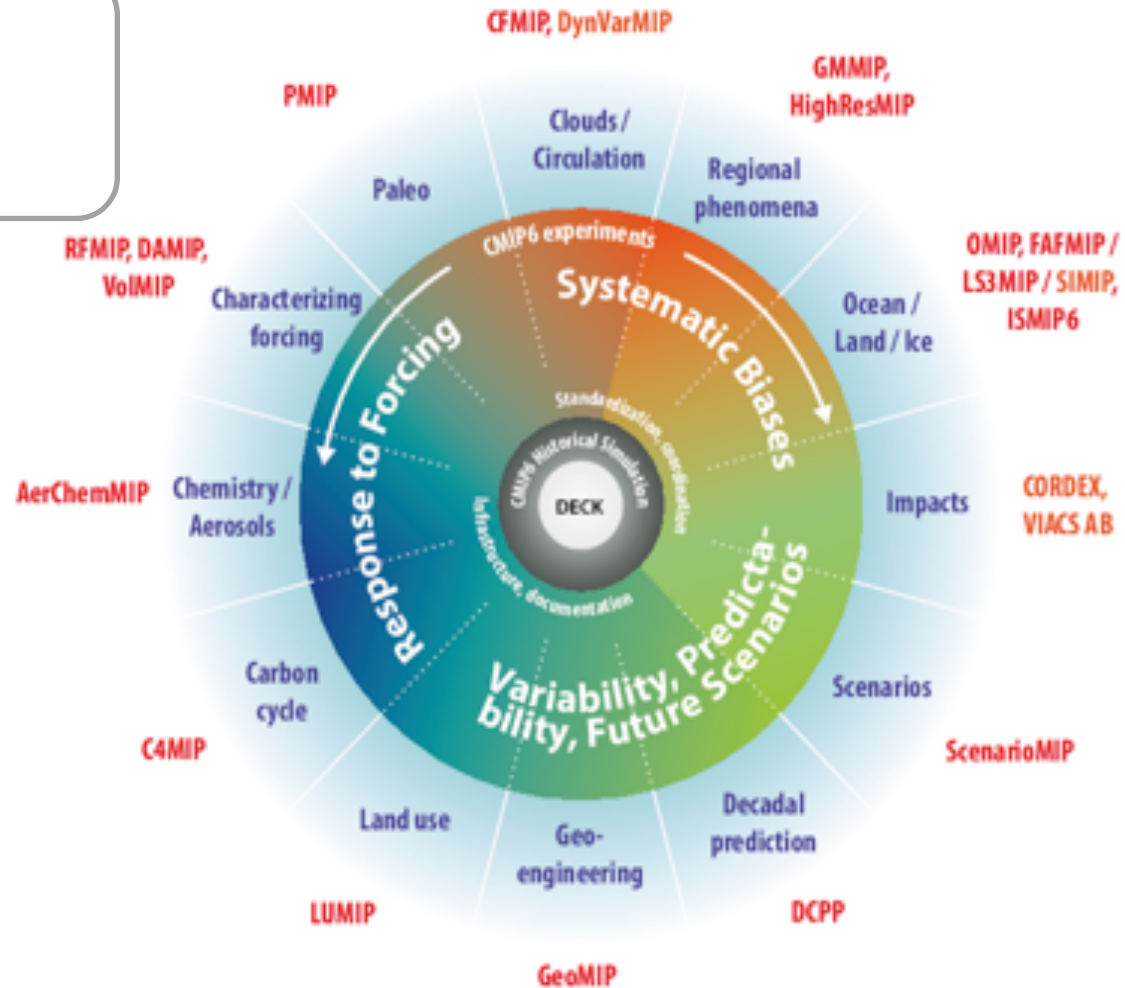 CFMIP, DynVarMIP
GMMIP,
HighResMIP
PMIP
Clouds /
Circulation
Regional
phenomena
Paleo
RFMIP, DAMIP,
VolMIP
Characterizing
forcing
CMIP6 experiments
OMIP, FAFMIP /
LS3MIP / SIMIP,
ISMIP6
Ocean /
Land / Ice
Systematic Biases
Response to Forcing
Standardization, coordination
CMIP6 Historical Simulation
DECK
Infrastructure, documentation
AerChemMIP
Chemistry /
Aerosols
Impacts
CORDEX,
VIACS AB
Variability, Predicta-
bility, Future Scenarios
Carbon
cycle
Scenarios
C4MIP
ScenarioMIP
Land use
Geo-
engineering
Decadal
prediction
LUMIP
DCPP
GeoMIP